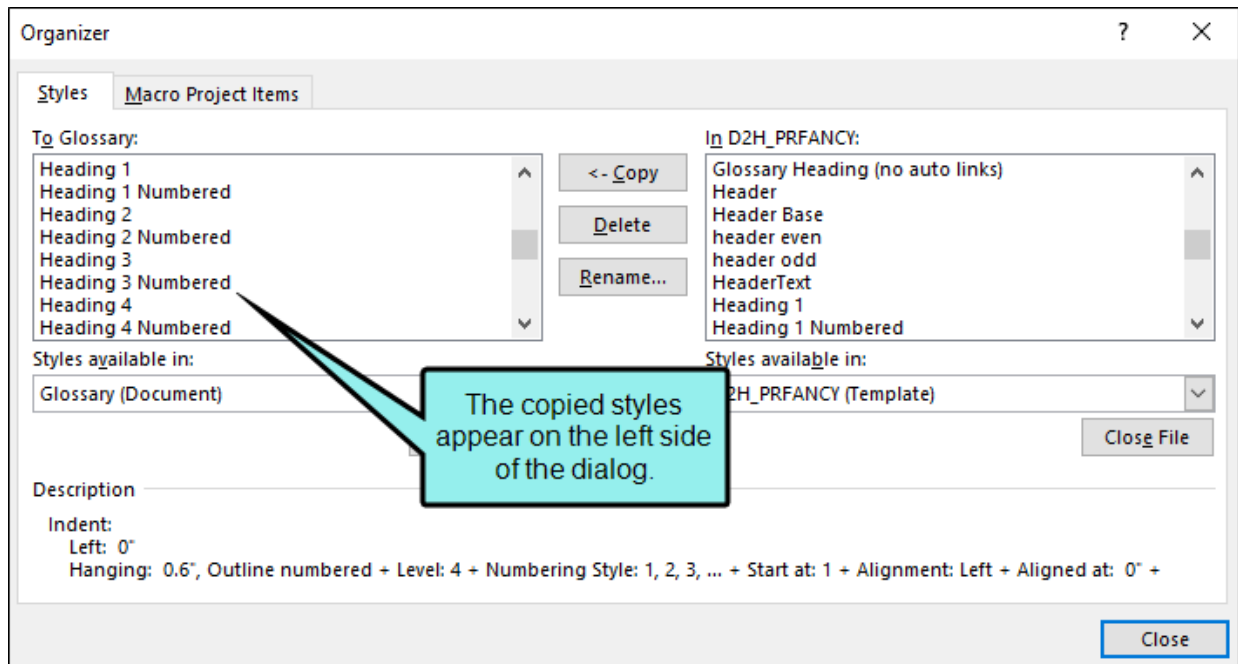 Organizer
?
Styles
Macro Project Items
To Glossary:
Heading 1
Heading 1 Numbered
Heading 2
Heading 2 Numbered
Heading 3
Heading 3 Numbered
Heading 4
Heading 4 Numbered
Styles available in:
Glossary (Document)
<- Copy
Delete
Rename...
In D2H_PRFANCY:
Glossary Heading (no auto links)
Header
Header Base
header even
header odd
HeaderText
Heading 1
Heading 1 Numbered
Styles available in:
2H_PRFANCY (Template)
Close File
The copied styles
appear on the left side
of the dialog.
Description
Indent:
Left: 0"
Hanging: 0.6", Outline numbered + Level: 4 + Numbering Style: 1, 2, 3, ... + Start at: 1 + Alignment: Left + Aligned at: 0" +
Close